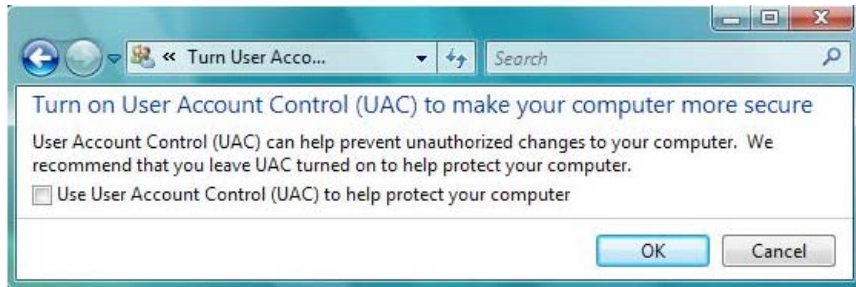 « Turn User Acco...
Search
Turn on User Account Control (UAC) to make your computer more secure
User Account Control (UAC) can help prevent unauthorized changes to your computer. We
recommend that you leave UAC turned on to help protect your computer.
Use User Account Control (UAC) to help protect your computer
OK
Cancel